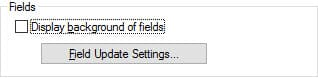 Fields
Display background of fields
Field Update Settings...